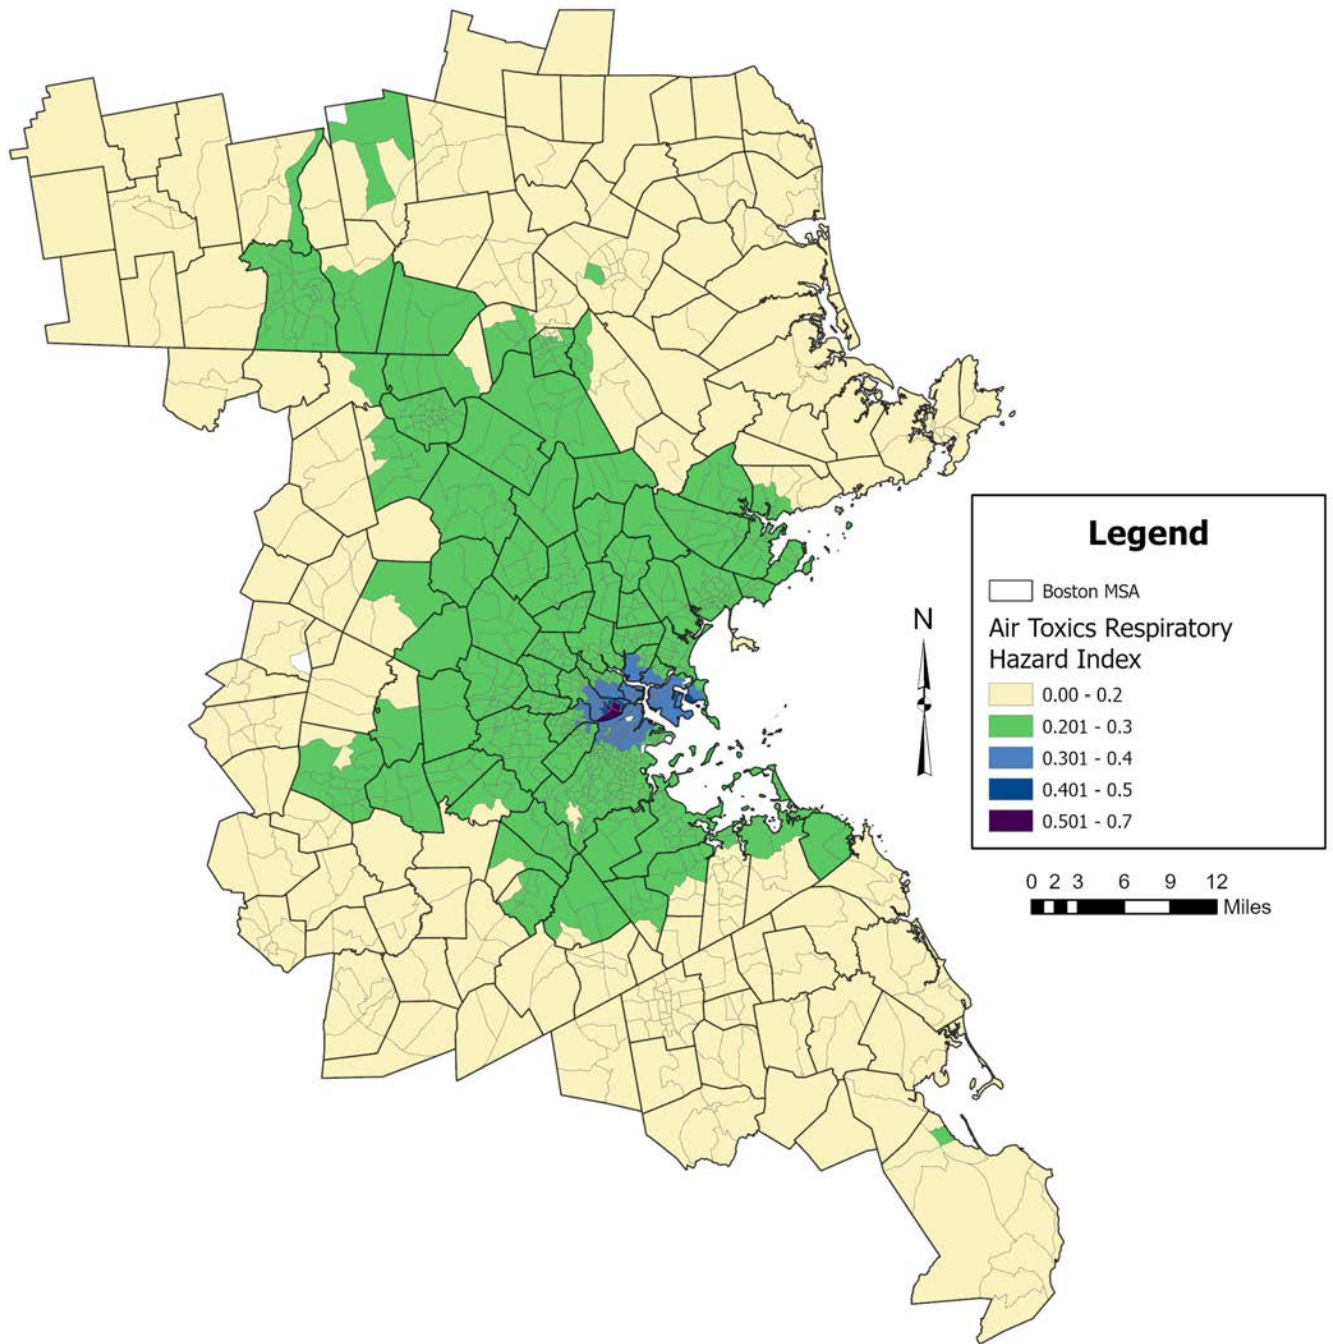 Legend
Boston MSA
Air Toxics Respiratory
Hazard Index
0.00 - 0.2
0.201 - 0.3
0.301 - 0.4
0.401 - 0.5
0.501 - 0.7
N
0 2 3 6 9 12
Miles